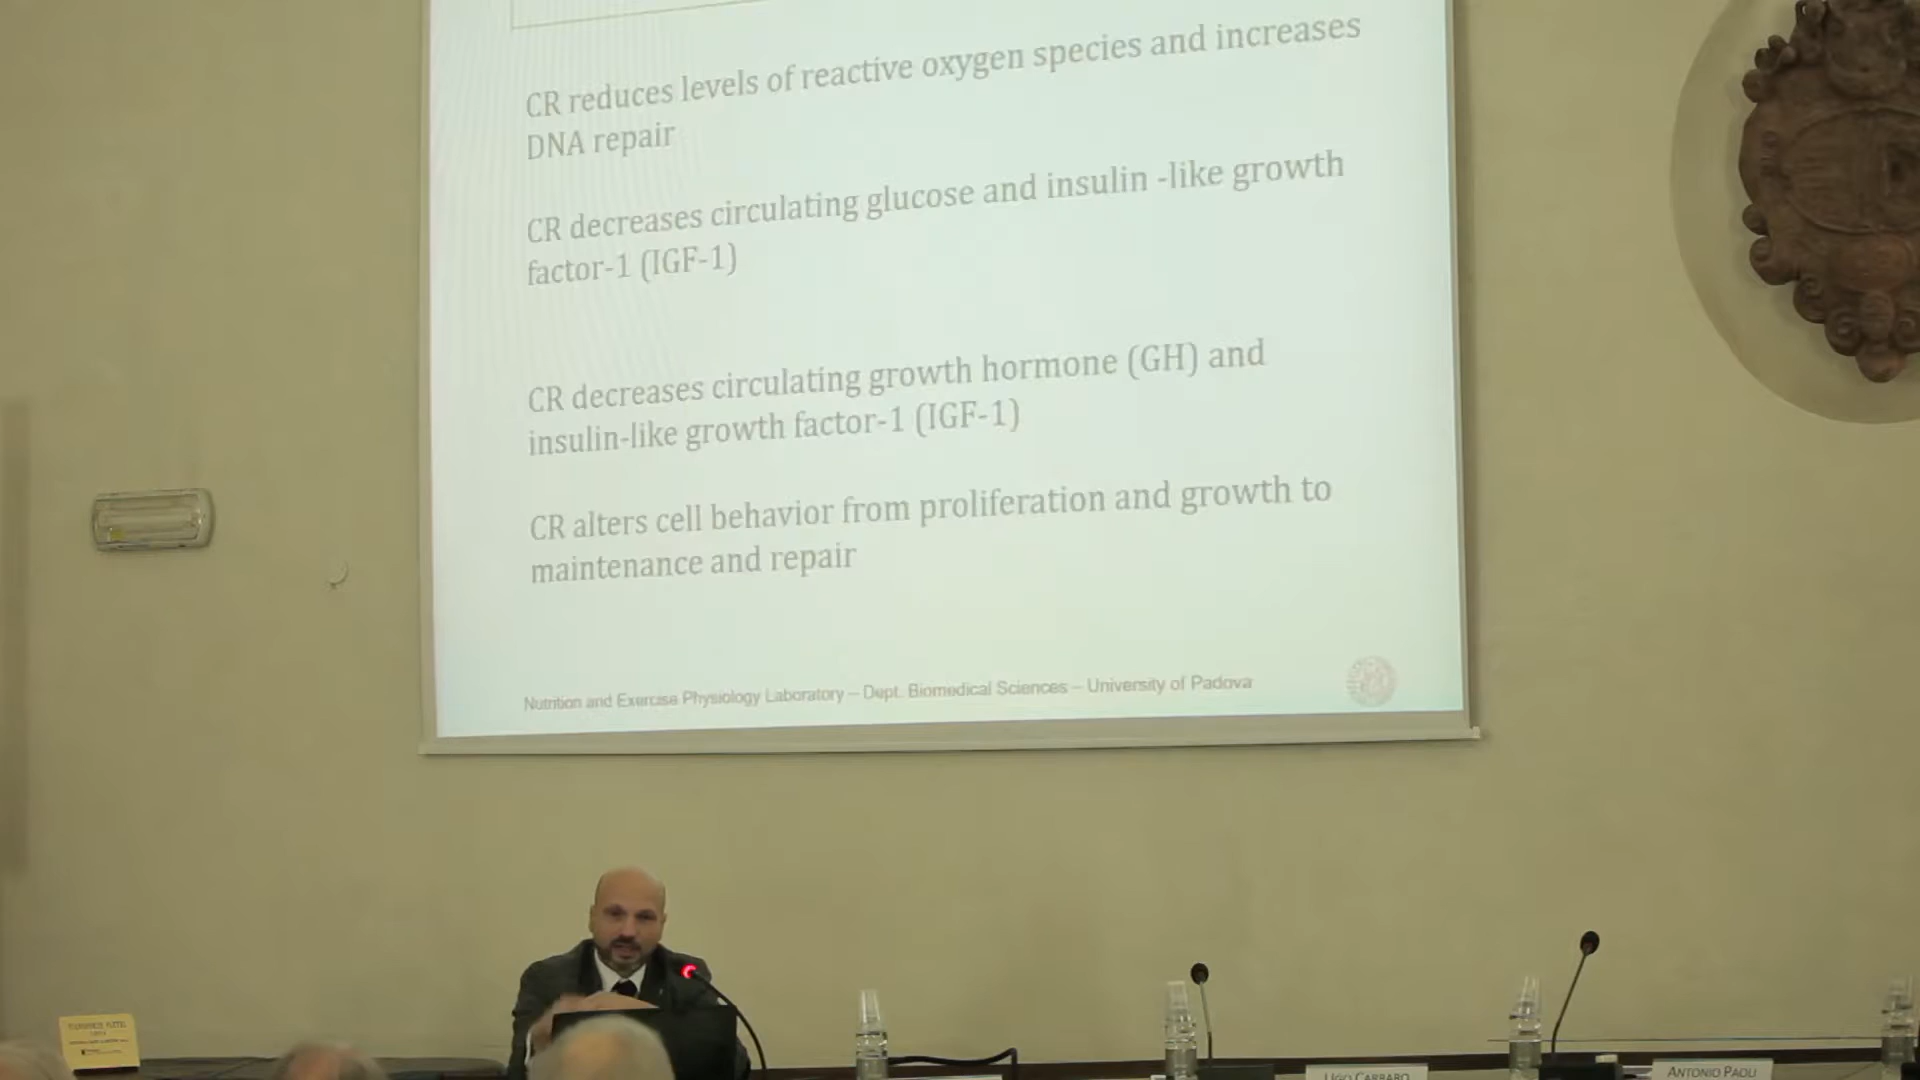 CR reduces levels of reactive oxygen species and increases
DNA repair
CR decreases circulating glucose and insulin -like growth
factor-1 (IGF-1)
CR decreases circulating growth hormone (GH) and
insulin-like growth factor-1 (IGF-1)
CR alters cell behavior from proliferation and growth to
maintenance and repair
Nutrition and Exercise Physiology Laboratory – Dept. Biomedical Sciences – University of Padova
UGO CARRARO
ANTONIO PAOLI